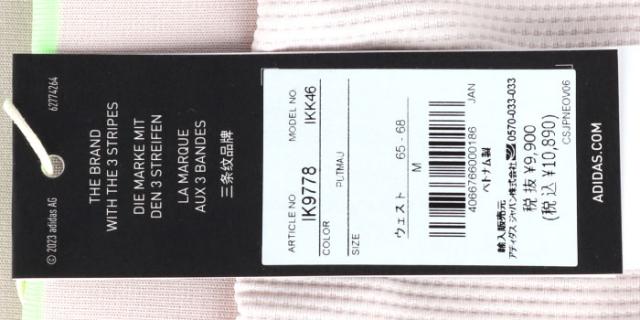 62774264
THE BRAND
WITH THE 3 STRIPES
DIE MARKE MIT
DEN 3 STREIFEN
LA MARQUE
AUX 3 BANDES
三条纹品牌
© 2023 adidas AG
ARTICLE NO
MODEL NO
IK9778
IKK46
COLOR
PUTMAU
SIZE
ウェスト 65 - 68
M
JAN
4066766000186
ベトナム製
輸入販売元
アディダス ジャパン株式会社 0570-033-033
税抜 ¥9,900
(税込 ¥10,890)
CSJPNEOV06
ADIDAS.COM